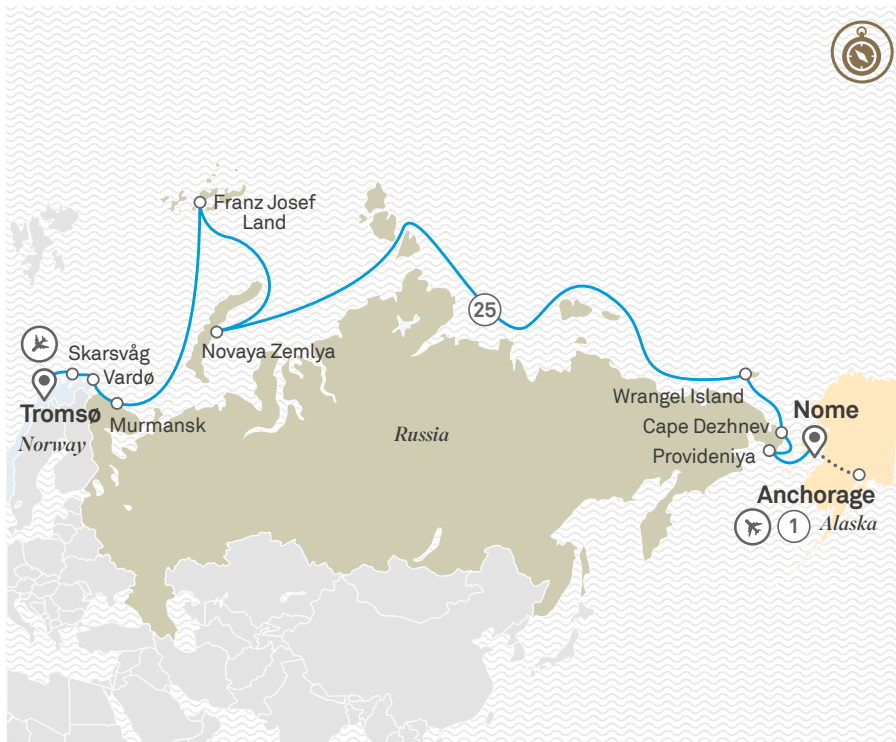 Franz Josef
Land
25
Novaya Zemlya
Skarsvåg
Vardø
Tromsø
Norway
Murmansk
Russia
Wrangel Island
Cape Dezhnev
Provideniya
Nome
Anchorage
1
Alaska